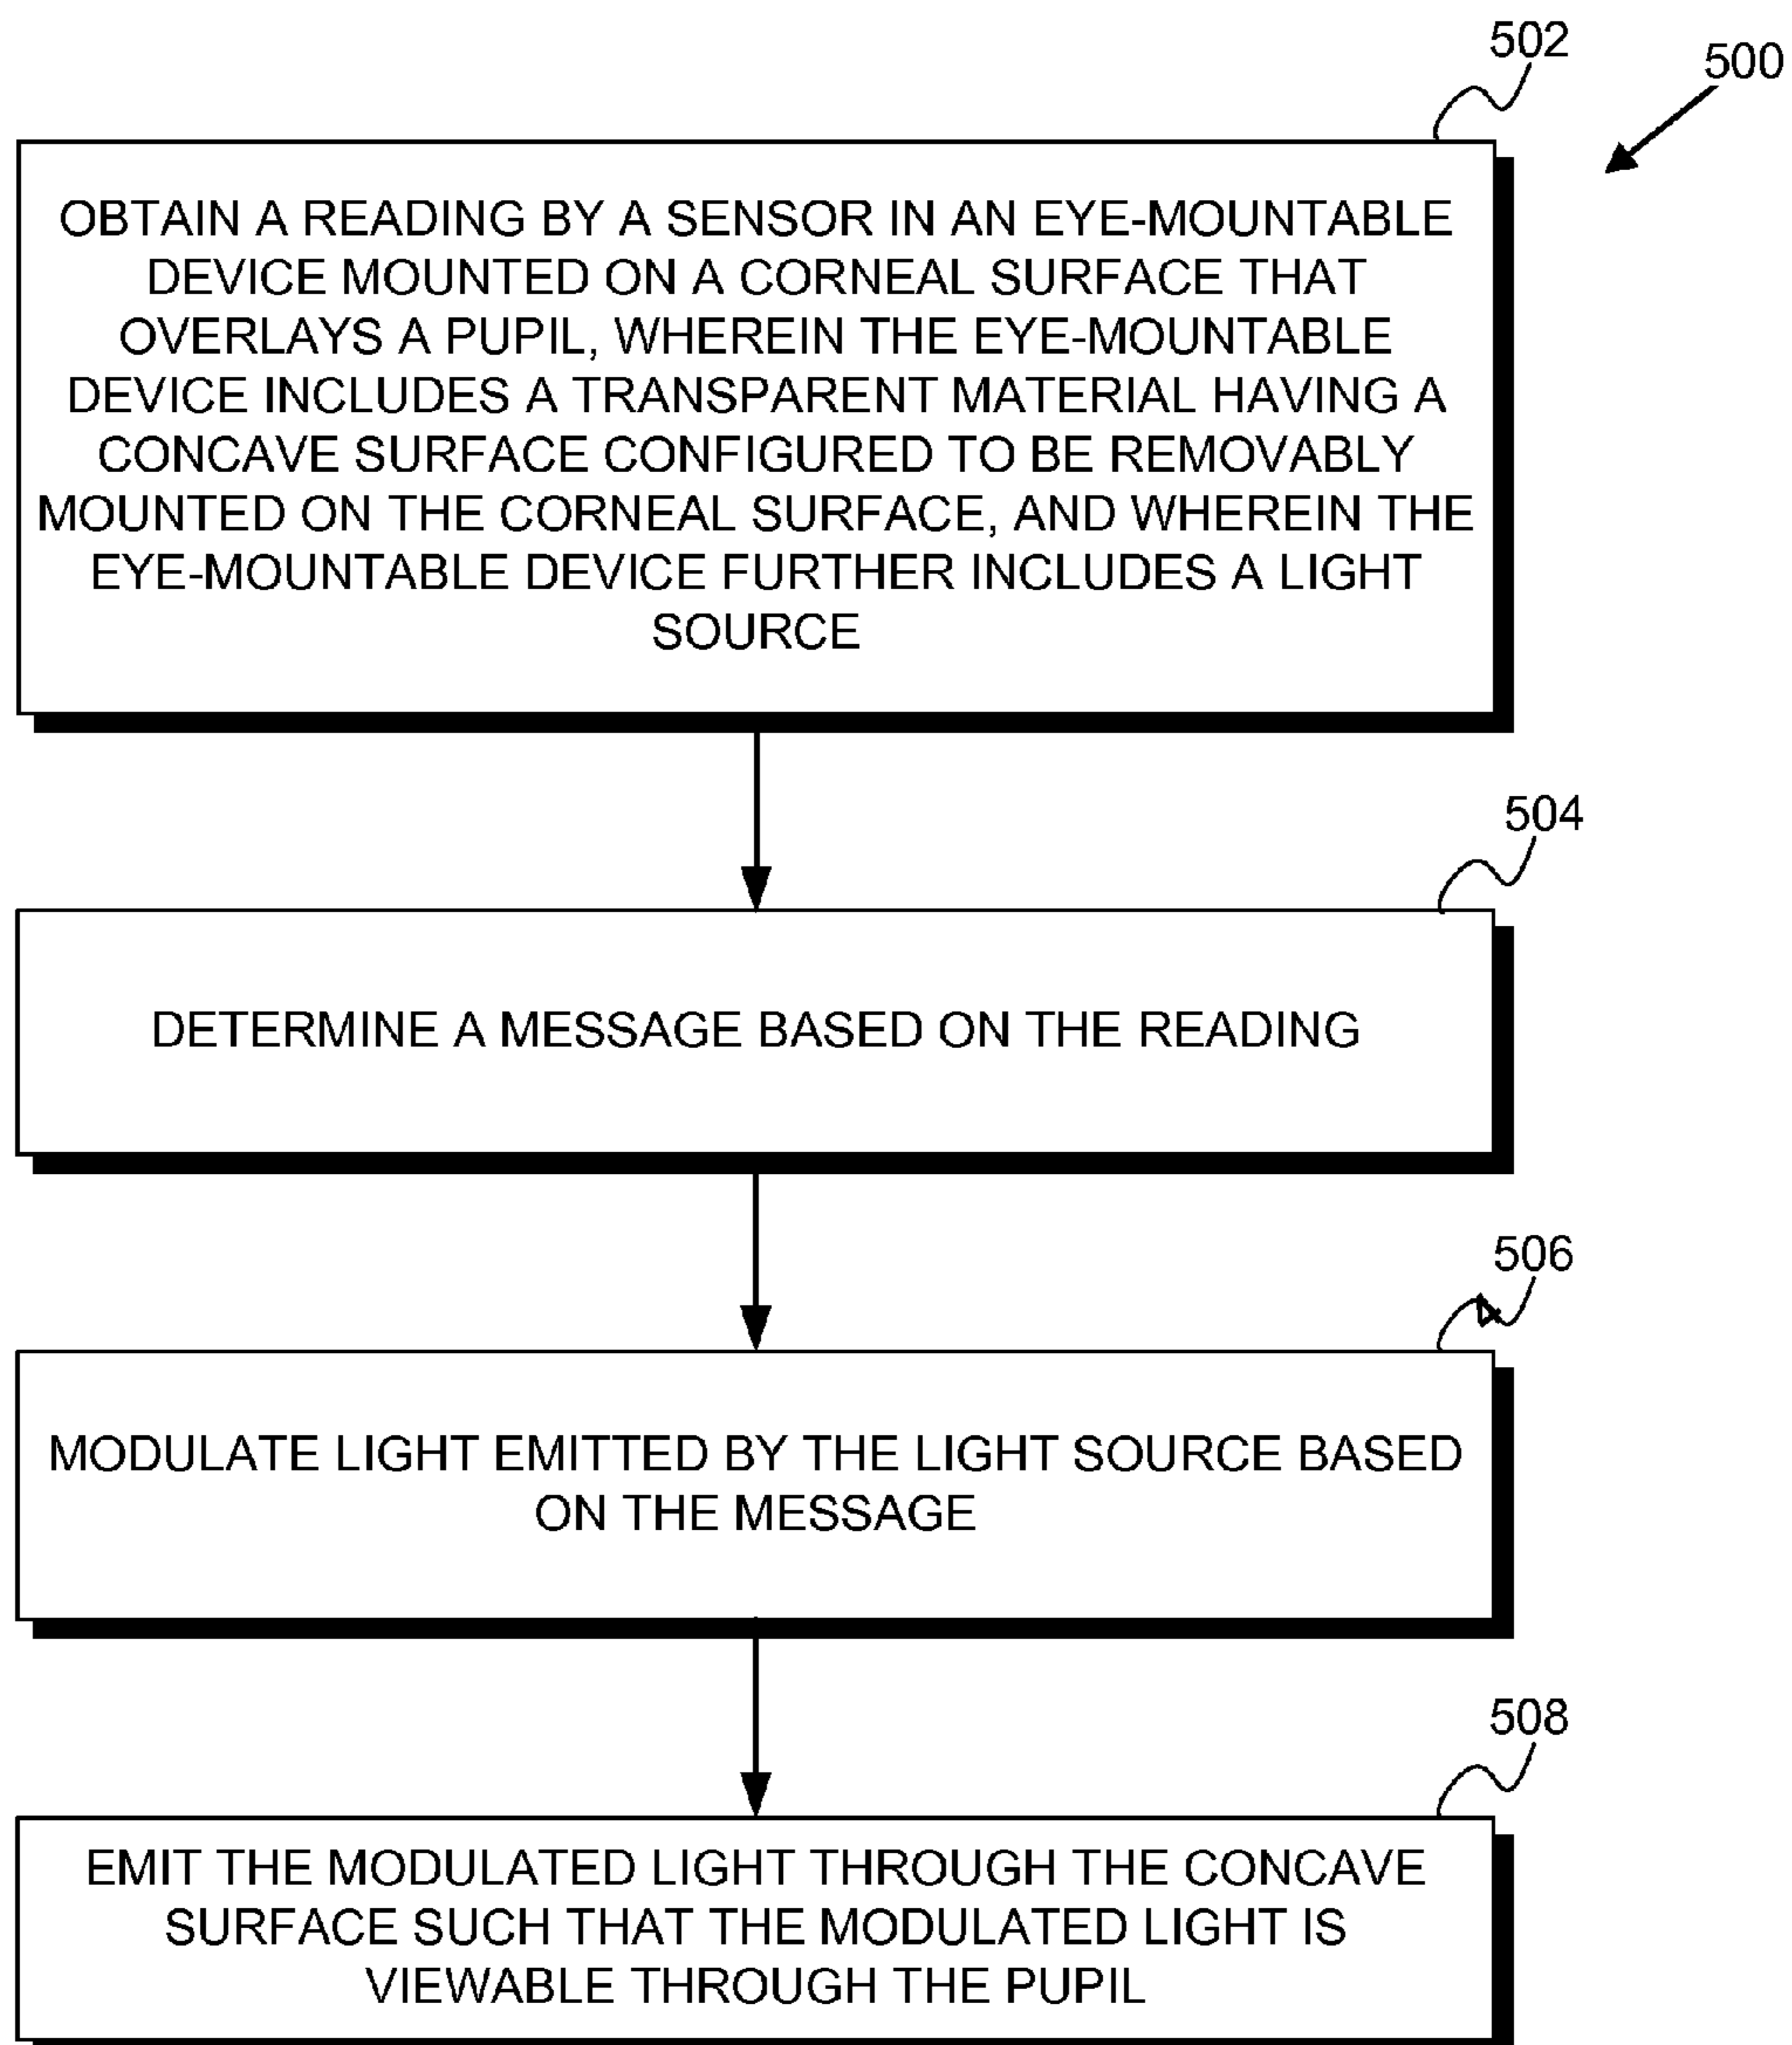 502
500
OBTAIN A READING BY A SENSOR IN AN EYE-MOUNTABLE
DEVICE MOUNTED ON A CORNEAL SURFACE THAT
OVERLAYS A PUPIL, WHEREIN THE EYE-MOUNTABLE
DEVICE INCLUDES A TRANSPARENT MATERIAL HAVING A
CONCAVE SURFACE CONFIGURED TO BE REMOVABLY
MOUNTED ON THE CORNEAL SURFACE, AND WHEREIN THE
EYE-MOUNTABLE DEVICE FURTHER INCLUDES A LIGHT
SOURCE
504
DETERMINE A MESSAGE BASED ON THE READING
506
MODULATE LIGHT EMITTED BY THE LIGHT SOURCE BASED
ON THE MESSAGE
508
EMIT THE MODULATED LIGHT THROUGH THE CONCAVE
SURFACE SUCH THAT THE MODULATED LIGHT IS
VIEWABLE THROUGH THE PUPIL